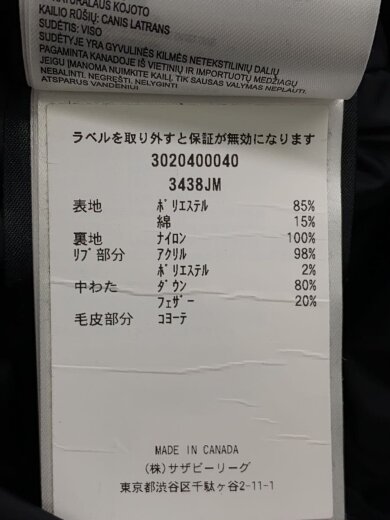 NATŪRALAUS KOJOTO
KAILIO RŪŠIS: CANIS LATRANS
SUDĖTIS: VISO
SUDĖTYJE YRA GYVULINĖS KILMĖS NETEKSTILINIŲ DALIŲ
PAGAMINTA KANADOJE IŠ VIETINIŲ IR IMPORTUOTŲ MEDŽIAGŲ
JEIGU ĮMANOMA NUIMKITE KAILĮ, TIK SAUSAS VALYMAS NEPLAUTI,
NEBALINTI. NEGRĘŠTI, NELYGINTI
ATSPARUS VANDENIUI
ラベルを取り外すと保証が無効になります
3020400040
3438JM
表地 ﾎﾟﾘｴｽﾃﾙ 85%
綿 15%
裏地 ﾅｲﾛﾝ 100%
ﾘﾌﾞ部分 ｱｸﾘﾙ 98%
ﾎﾟﾘｴｽﾃﾙ 2%
中わた ﾀﾞｳﾝ 80%
ﾌｪｻﾞｰ 20%
毛皮部分 ｺﾖｰﾃ
MADE IN CANADA
(株)サザビーリーグ
東京都渋谷区千駄ヶ谷2-11-1